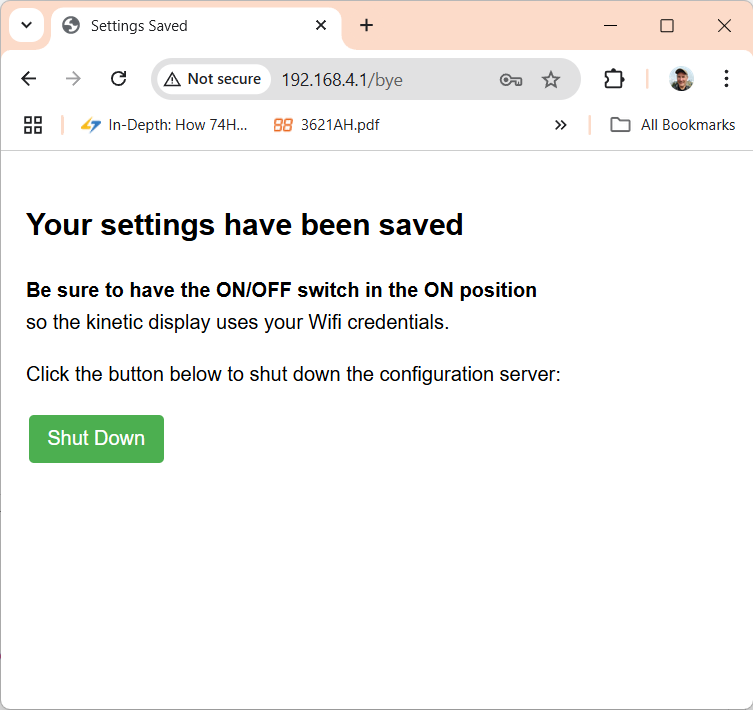 Settings Saved
Not secure
192.168.4.1/bye
In-Depth: How 74H...
88 3621AH.pdf
All Bookmarks
Your settings have been saved
Be sure to have the ON/OFF switch in the ON position
so the kinetic display uses your Wifi credentials.
Click the button below to shut down the configuration server:
Shut Down